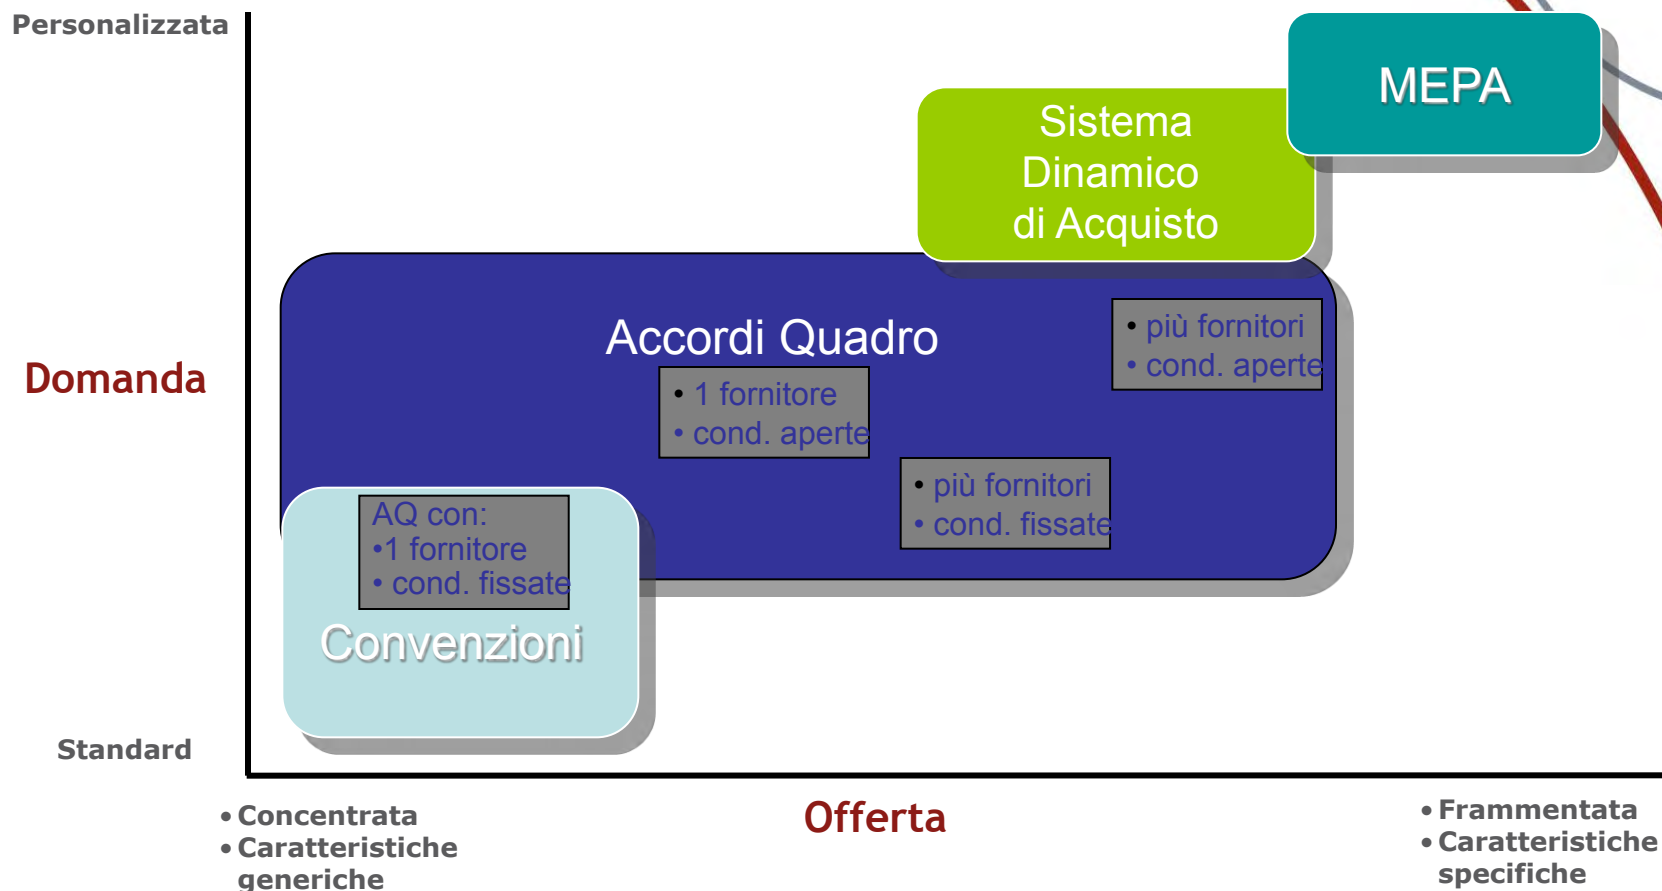 Personalizzata
MEPA
Sistema
Dinamico
di Acquisto
Accordi Quadro
• più fornitori
• cond. aperte
Domanda
• 1 fornitore
• cond. aperte
• più fornitori
• cond. fissate
AQ con:
•1 fornitore
• cond. fissate
Convenzioni
Standard
• Concentrata
• Caratteristiche
generiche
Offerta
• Frammentata
• Caratteristiche
specifiche